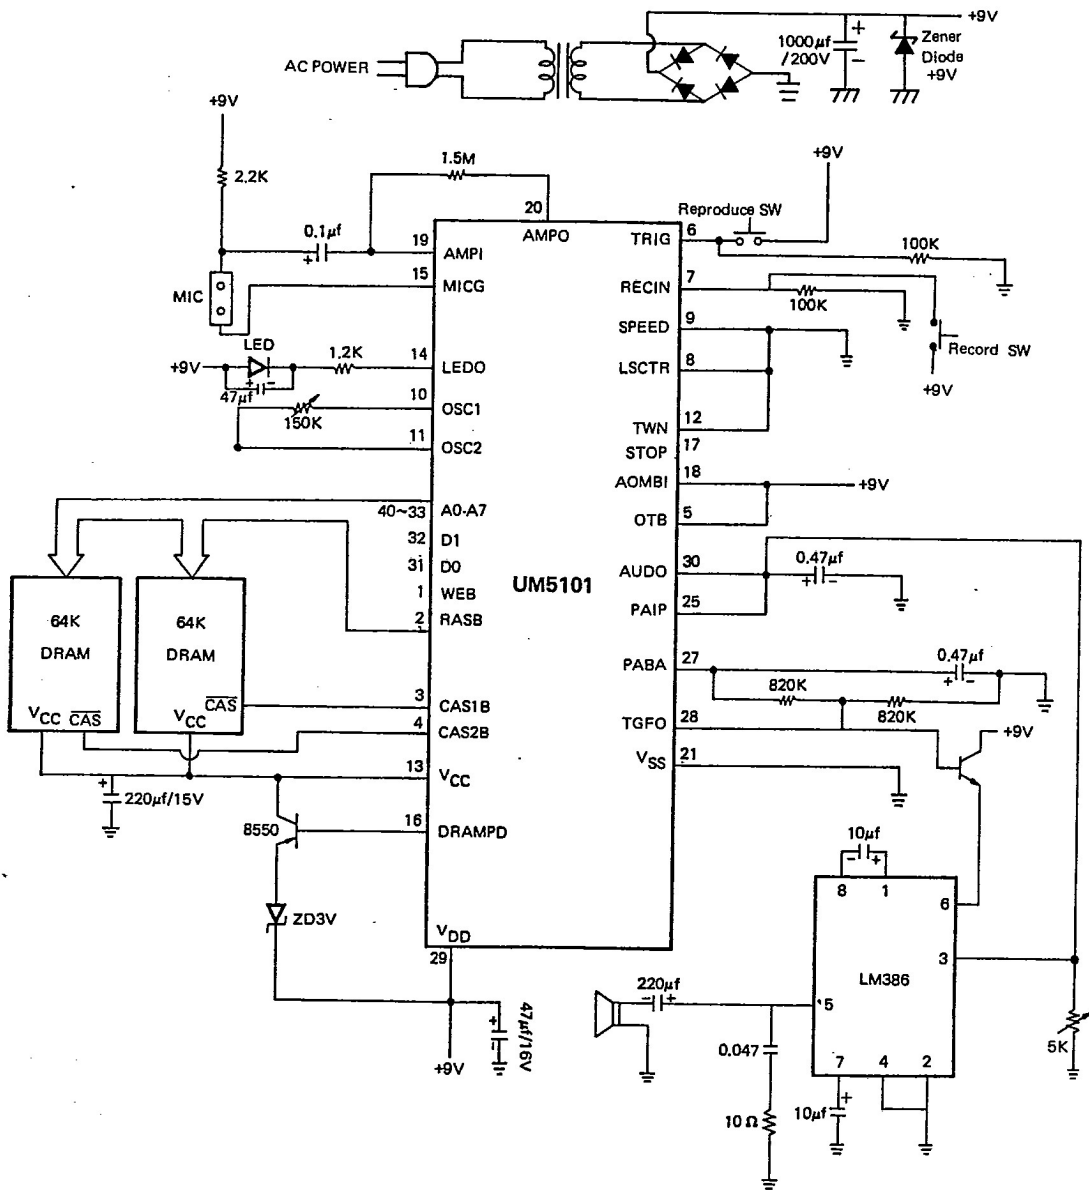 +9V
1000µf
/200V
+
−
Zener
Diode
+9V
AC POWER
+9V
2.2K
1.5M
20
AMPO
0.1µf
+
19
AMPI
15
MICG
MIC
LED
+9V
+ −
47µf
1.2K
14
LEDO
10
OSC1
150K
11
OSC2
40~33
A0-A7
32
D1
31
D0
1
WEB
2
RASB
64K
DRAM
VCC
CAS
64K
DRAM
CAS
VCC
3
CAS1B
4
CAS2B
13
VCC
+
220µf/15V
8550
16
DRAMPD
ZD3V
VDD
29
+9V
+
-
47µf/16V
UM5101
+9V
Reproduce SW
TRIG
6
100K
RECIN
7
100K
Record SW
+9V
SPEED
9
LSCTR
8
TWN
12
STOP
17
AOMBI
18
+9V
OTB
5
AUDO
30
0.47µf
+ −
PAIP
25
PABA
27
0.47µf
+ −
820K
820K
TGFO
28
+9V
VSS
21
10µf
− +
8
1
6
3
LM386
5
7
4
2
220µf
− +
0.047
10Ω
10µf
+
5K